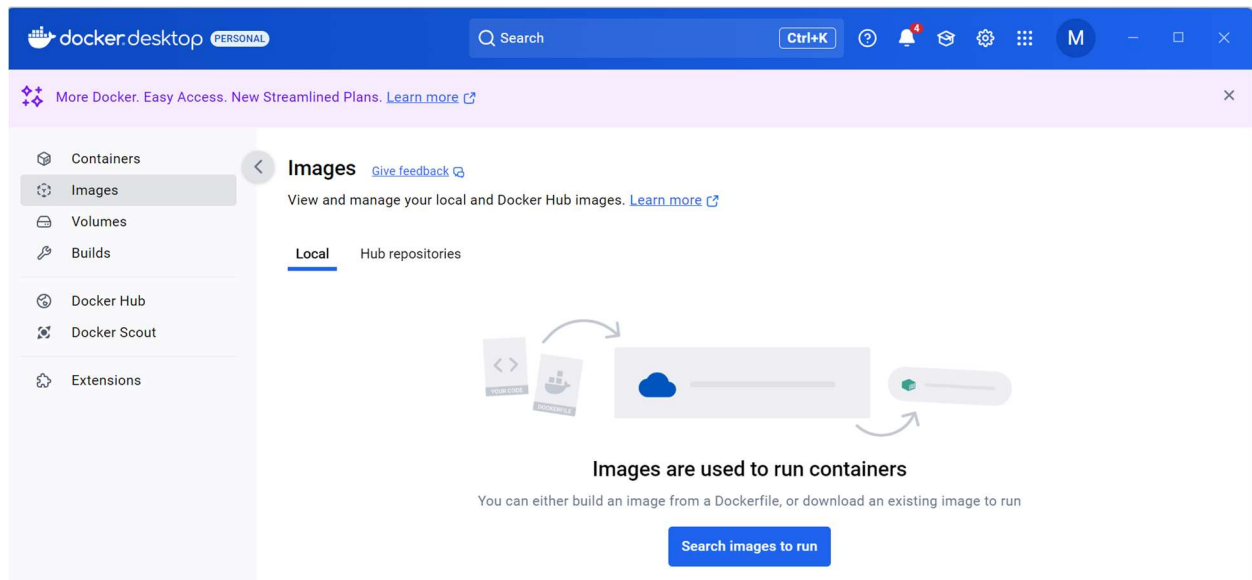 docker.desktop PERSONAL
Search
Ctrl+K
4
M
More Docker. Easy Access. New Streamlined Plans. Learn more
Containers
Images
Volumes
Builds
Docker Hub
Docker Scout
Extensions
Images Give feedback
View and manage your local and Docker Hub images. Learn more
Local Hub repositories
YOUR CODE
DOCKERFILE
Images are used to run containers
You can either build an image from a Dockerfile, or download an existing image to run
Search images to run